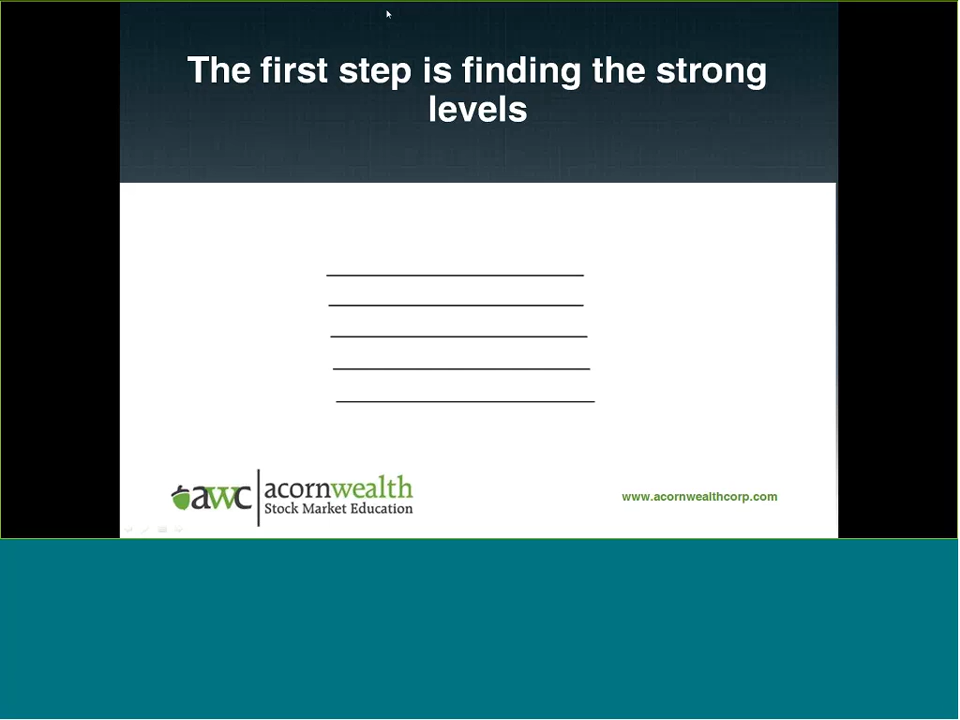 The first step is finding the strong
levels
awc acornwealth
Stock Market Education
www.acornwealthcorp.com